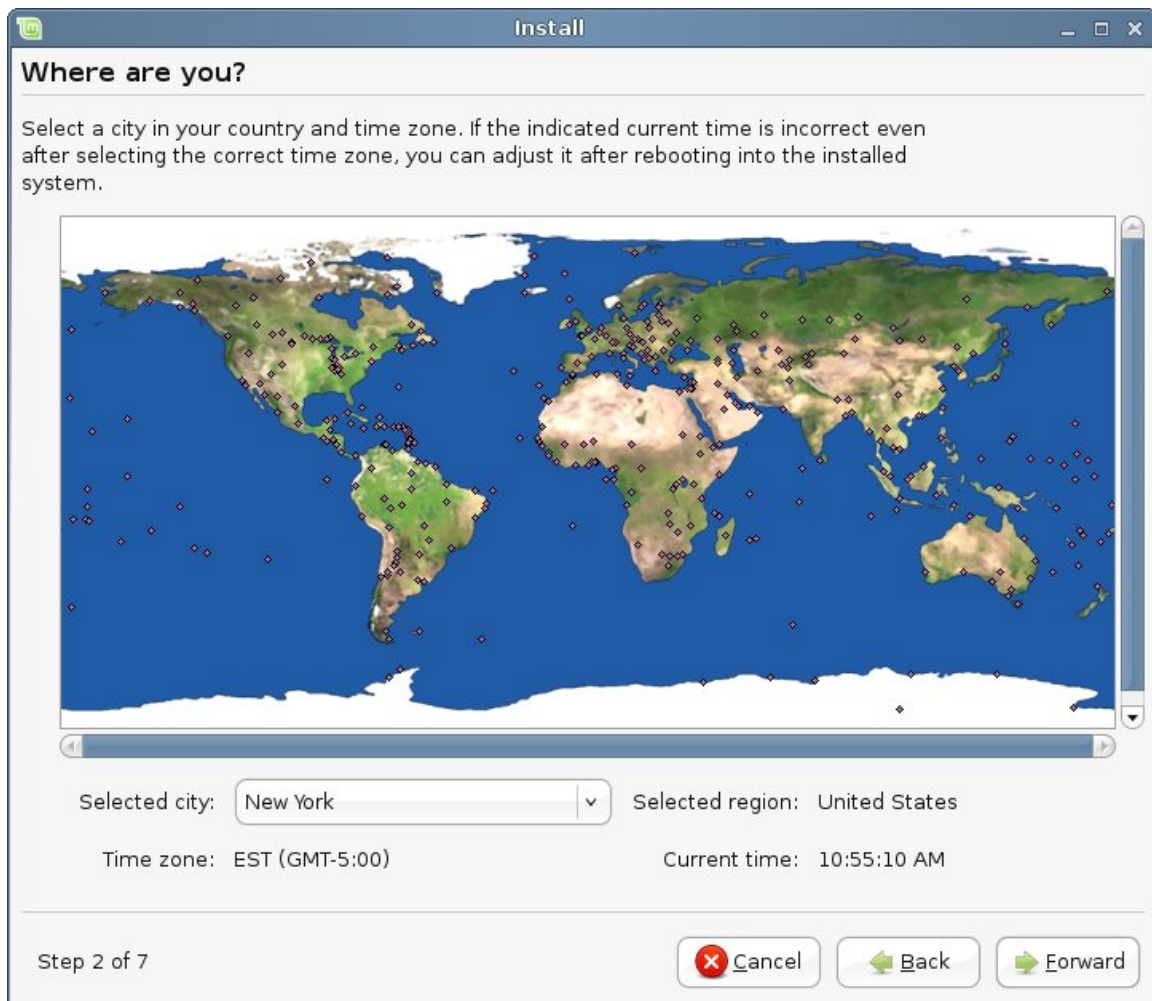 Install
Where are you?
Select a city in your country and time zone. If the indicated current time is incorrect even
after selecting the correct time zone, you can adjust it after rebooting into the installed
system.
Selected city: New York Selected region: United States
Time zone: EST (GMT-5:00) Current time: 10:55:10 AM
Step 2 of 7 Cancel Back Forward